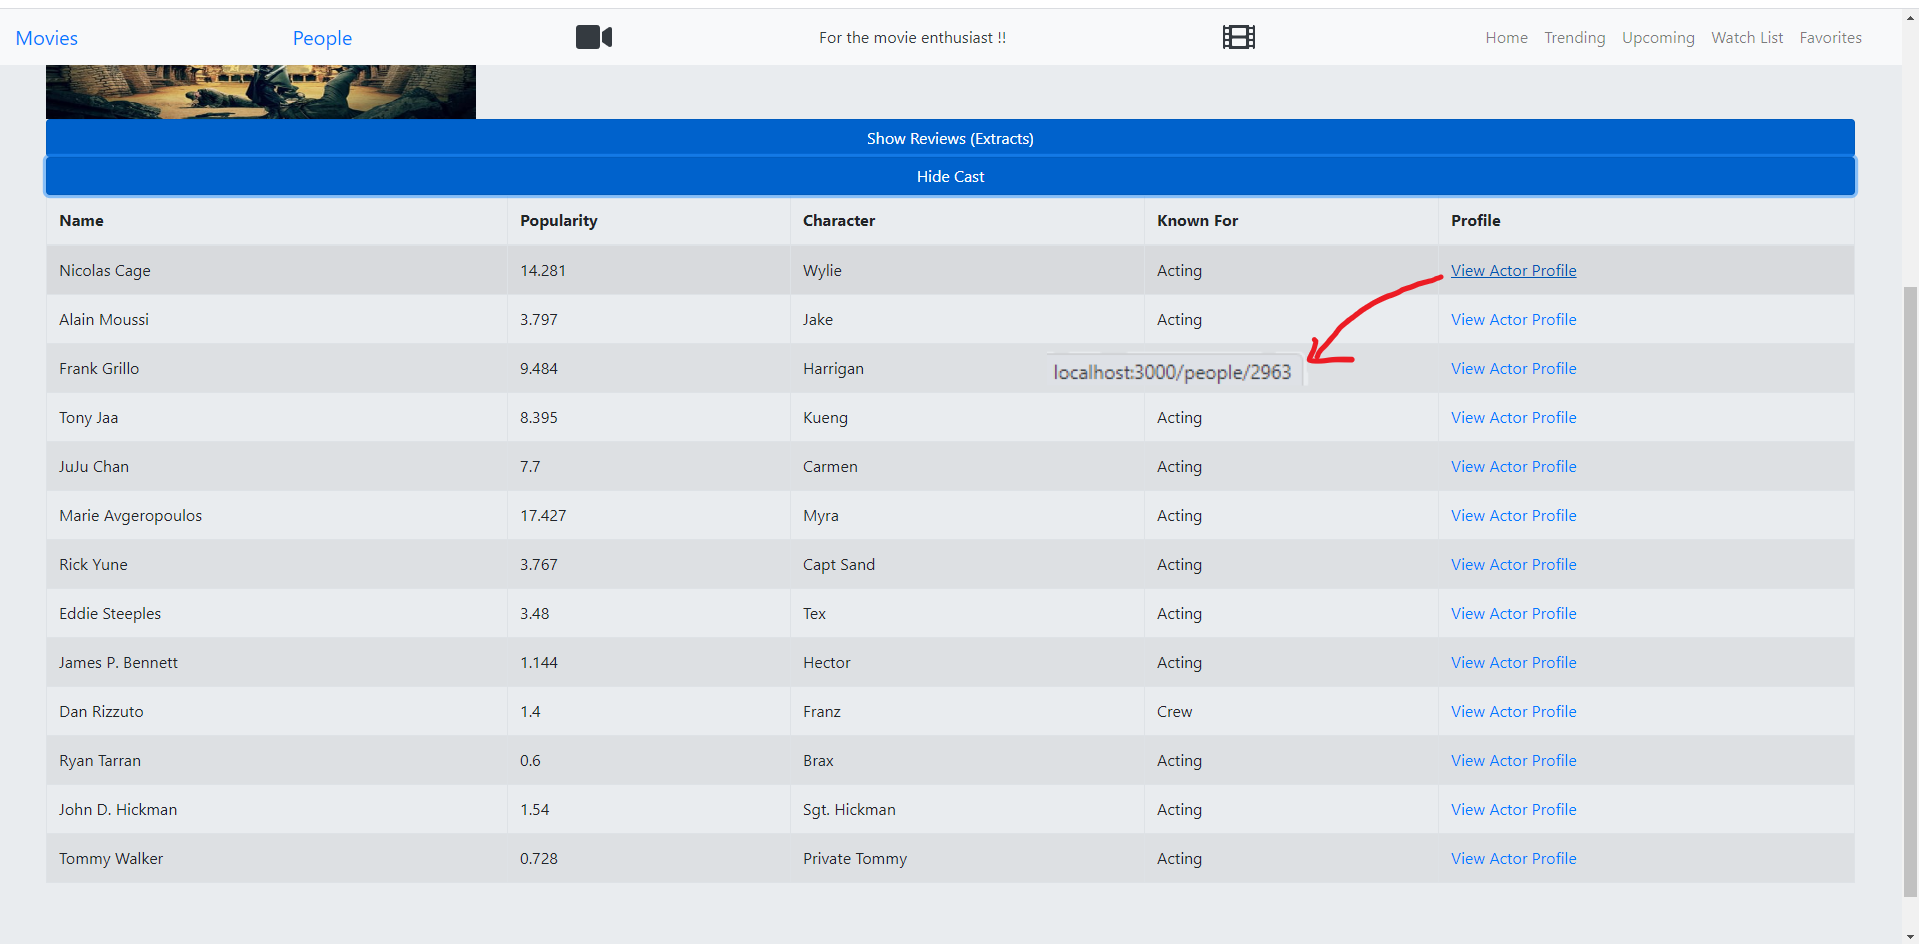 Movies People For the movie enthusiast !! Home Trending Upcoming Watch List Favorites
Show Reviews (Extracts)
Hide Cast
Name Popularity Character Known For Profile
Nicolas Cage 14.281 Wylie Acting View Actor Profile
Alain Moussi 3.797 Jake Acting View Actor Profile
Frank Grillo 9.484 Harrigan localhost:3000/people/2963 View Actor Profile
Tony Jaa 8.395 Kueng Acting View Actor Profile
JuJu Chan 7.7 Carmen Acting View Actor Profile
Marie Avgeropoulos 17.427 Myra Acting View Actor Profile
Rick Yune 3.767 Capt Sand Acting View Actor Profile
Eddie Steeples 3.48 Tex Acting View Actor Profile
James P. Bennett 1.144 Hector Acting View Actor Profile
Dan Rizzuto 1.4 Franz Crew View Actor Profile
Ryan Tarran 0.6 Brax Acting View Actor Profile
John D. Hickman 1.54 Sgt. Hickman Acting View Actor Profile
Tommy Walker 0.728 Private Tommy Acting View Actor Profile